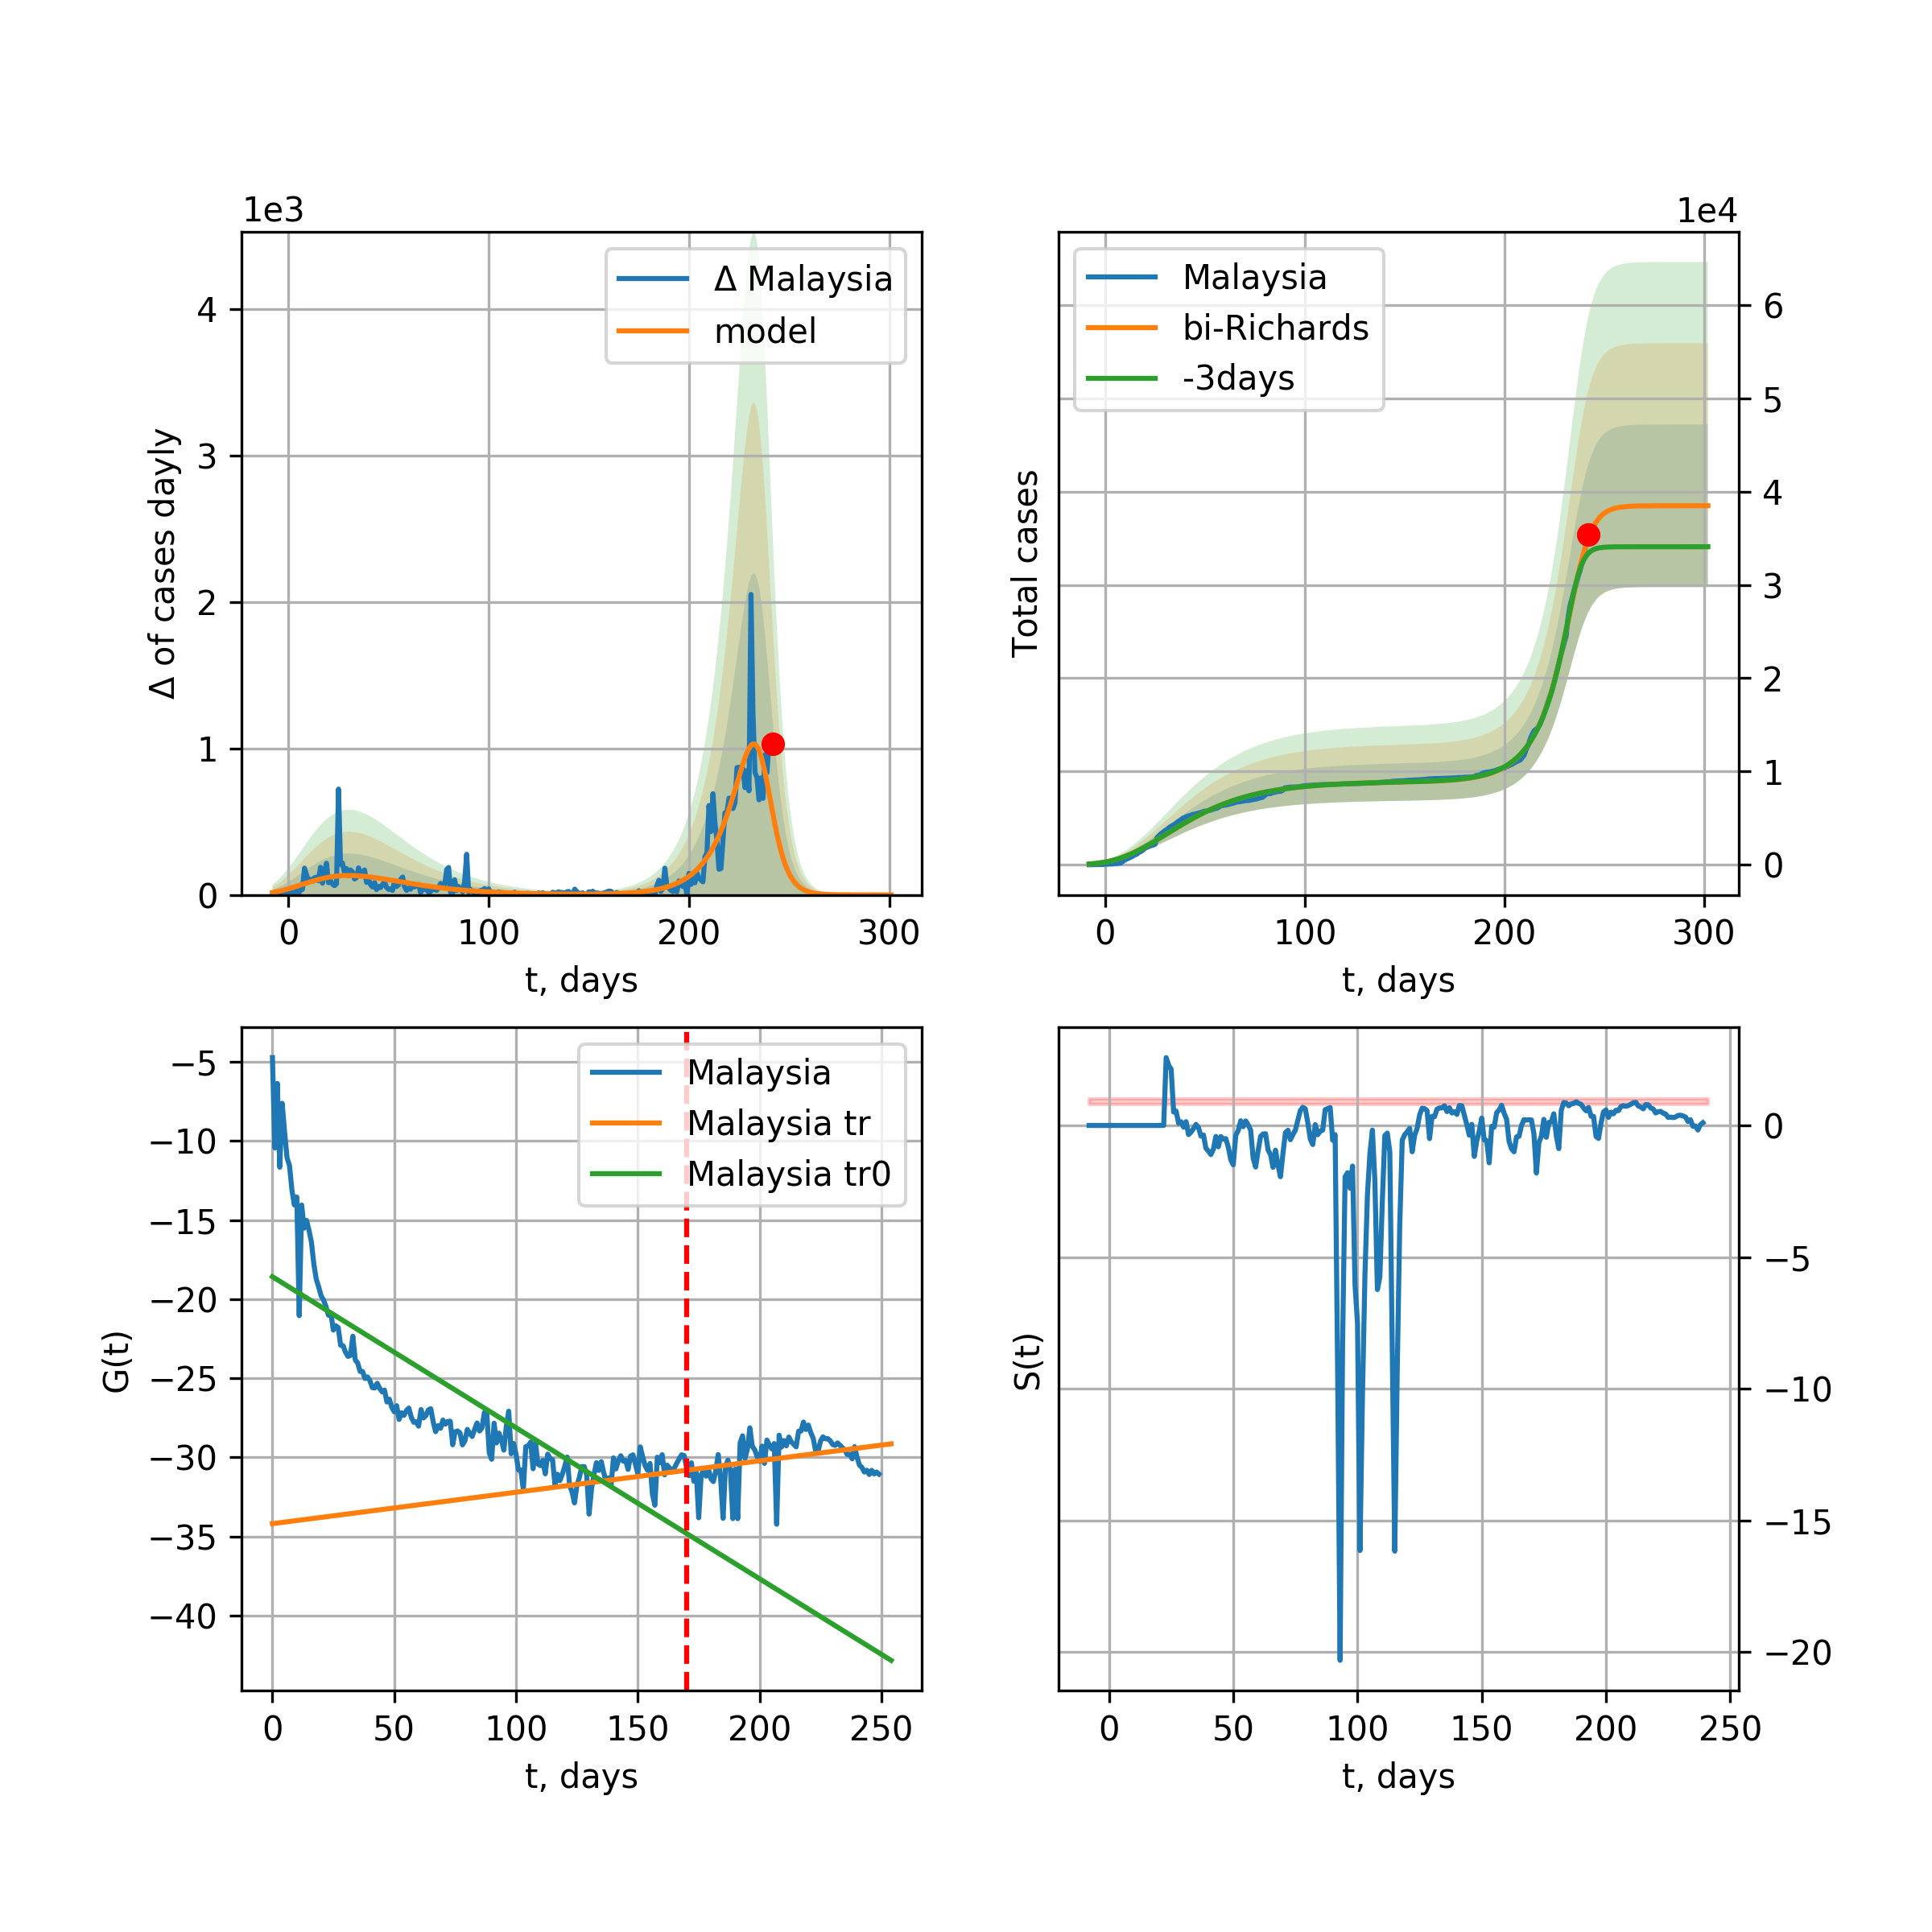 1e3
Δ Malaysia
model
4
3
2
1
0
Δ of cases dayly
0 100 200 300
t, days
1e4
Malaysia
bi-Richards
-3days
6
5
4
3
2
1
0
Total cases
0 100 200 300
t, days
Malaysia
Malaysia tr
Malaysia tr0
−5
−10
−15
−20
−25
−30
−35
−40
G(t)
0 50 100 150 200 250
t, days
0
−5
−10
−15
−20
S(t)
0 50 100 150 200 250
t, days